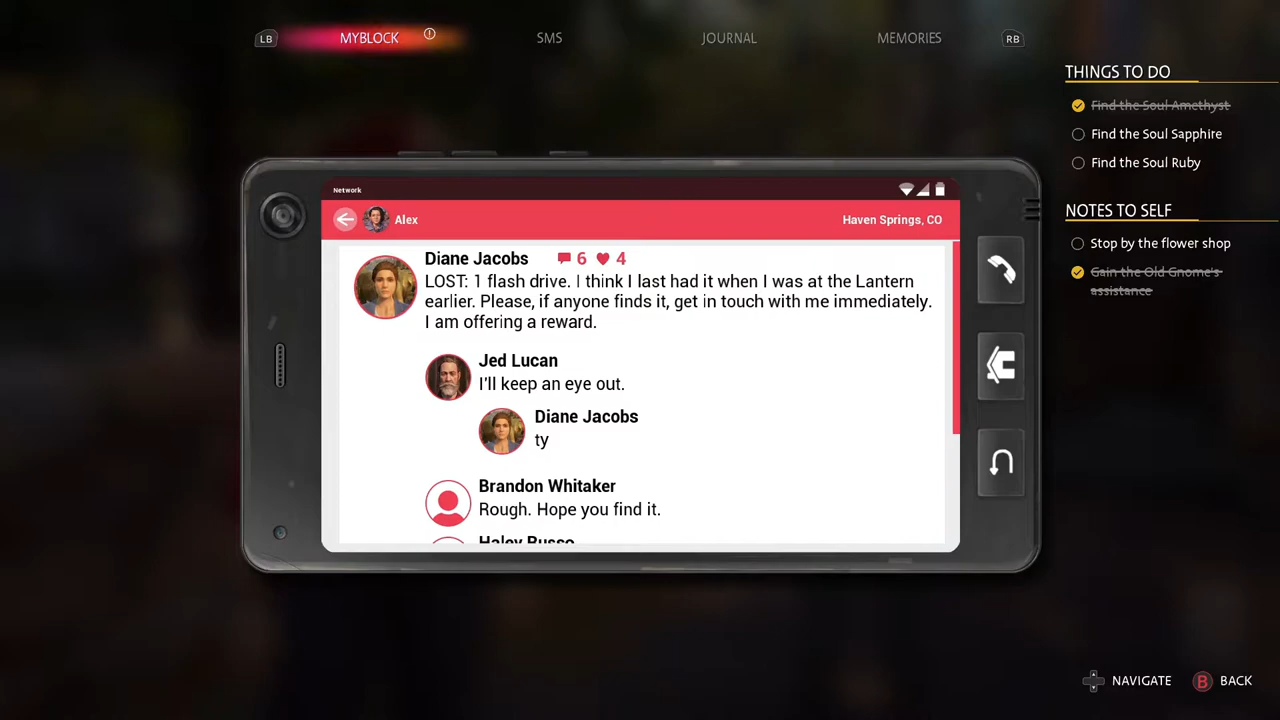 LB
MYBLOCK
SMS
JOURNAL
MEMORIES
RB
THINGS TO DO
Find the Soul Amethyst
Find the Soul Sapphire
Find the Soul Ruby
NOTES TO SELF
Stop by the flower shop
Gain the Old Gnome's
assistance
Network
Alex
Haven Springs, CO
Diane Jacobs 6 4
LOST: 1 flash drive. I think I last had it when I was at the Lantern
earlier. Please, if anyone finds it, get in touch with me immediately.
I am offering a reward.
Jed Lucan
I'll keep an eye out.
Diane Jacobs
ty
Brandon Whitaker
Rough. Hope you find it.
Haley Russo
NAVIGATE
B BACK